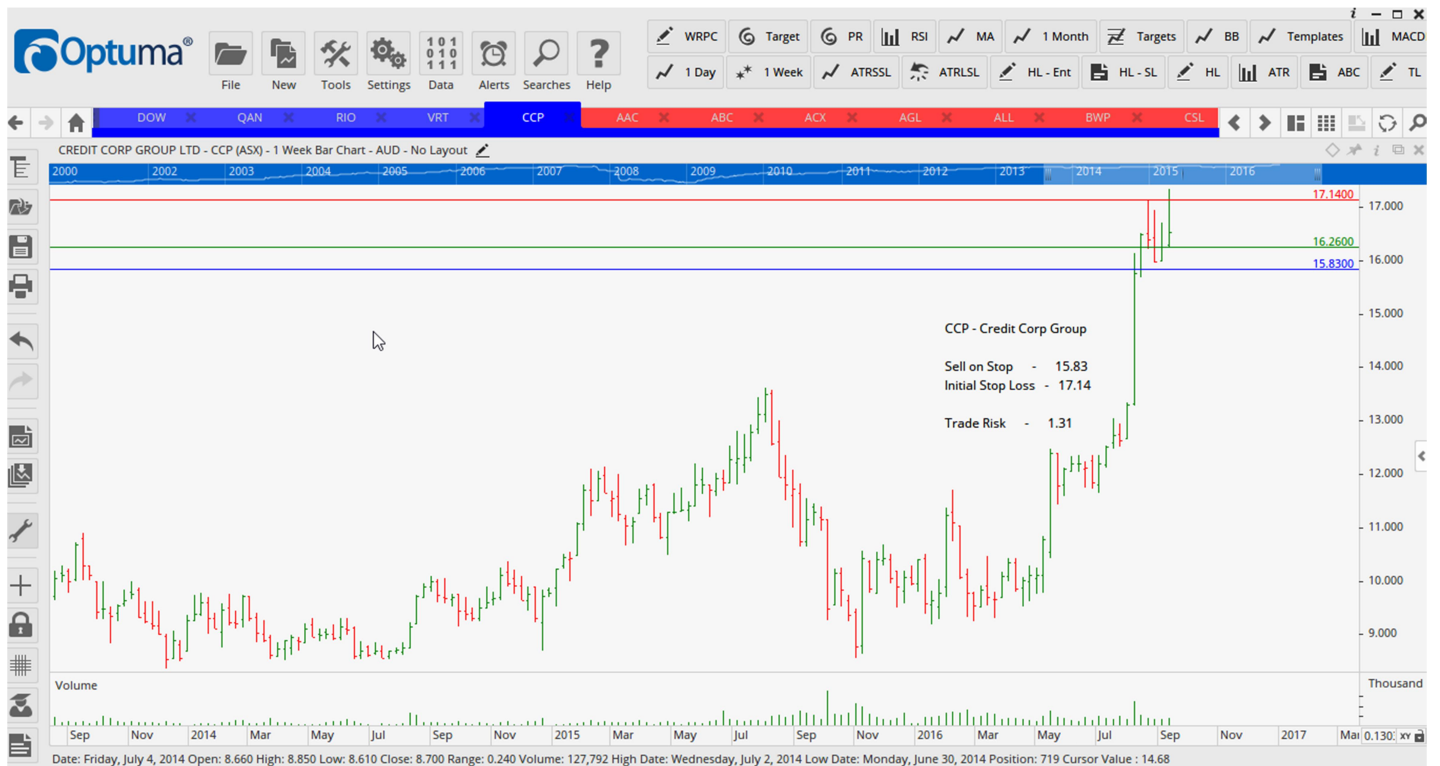 i
Optuma®
File New Tools Settings Data Alerts Searches Help
101
010
111
WRPC Target PR RSI MA 1 Month Targets BB Templates MACD
1 Day 1 Week ATRSSL ATRLSL HL - Ent HL - SL HL ATR ABC TL
DOW QAN RIO VRT CCP AAC ABC ACX AGL ALL BWP CSL
CREDIT CORP GROUP LTD - CCP (ASX) - 1 Week Bar Chart - AUD - No Layout
2000 2002 2003 2004 2005 2006 2007 2008 2009 2010 2011 2012 2013 2014 2015 2016
17.1400
17.000
16.2600
16.000
15.8300
15.000
CCP - Credit Corp Group
Sell on Stop - 15.83
14.000
Initial Stop Loss - 17.14
Trade Risk - 1.31
13.000
12.000
11.000
10.000
9.000
Volume
Thousand
Sep Nov 2014 Mar May Jul Sep Nov 2015 Mar May Jul Sep Nov 2016 Mar May Jul Sep Nov 2017 XY
Date: Friday, July 4, 2014 Open: 8.660 High: 8.850 Low: 8.610 Close: 8.700 Range: 0.240 Volume: 127,792 High Date: Wednesday, July 2, 2014 Low Date: Monday, June 30, 2014 Position: 719 Cursor Value : 14.68